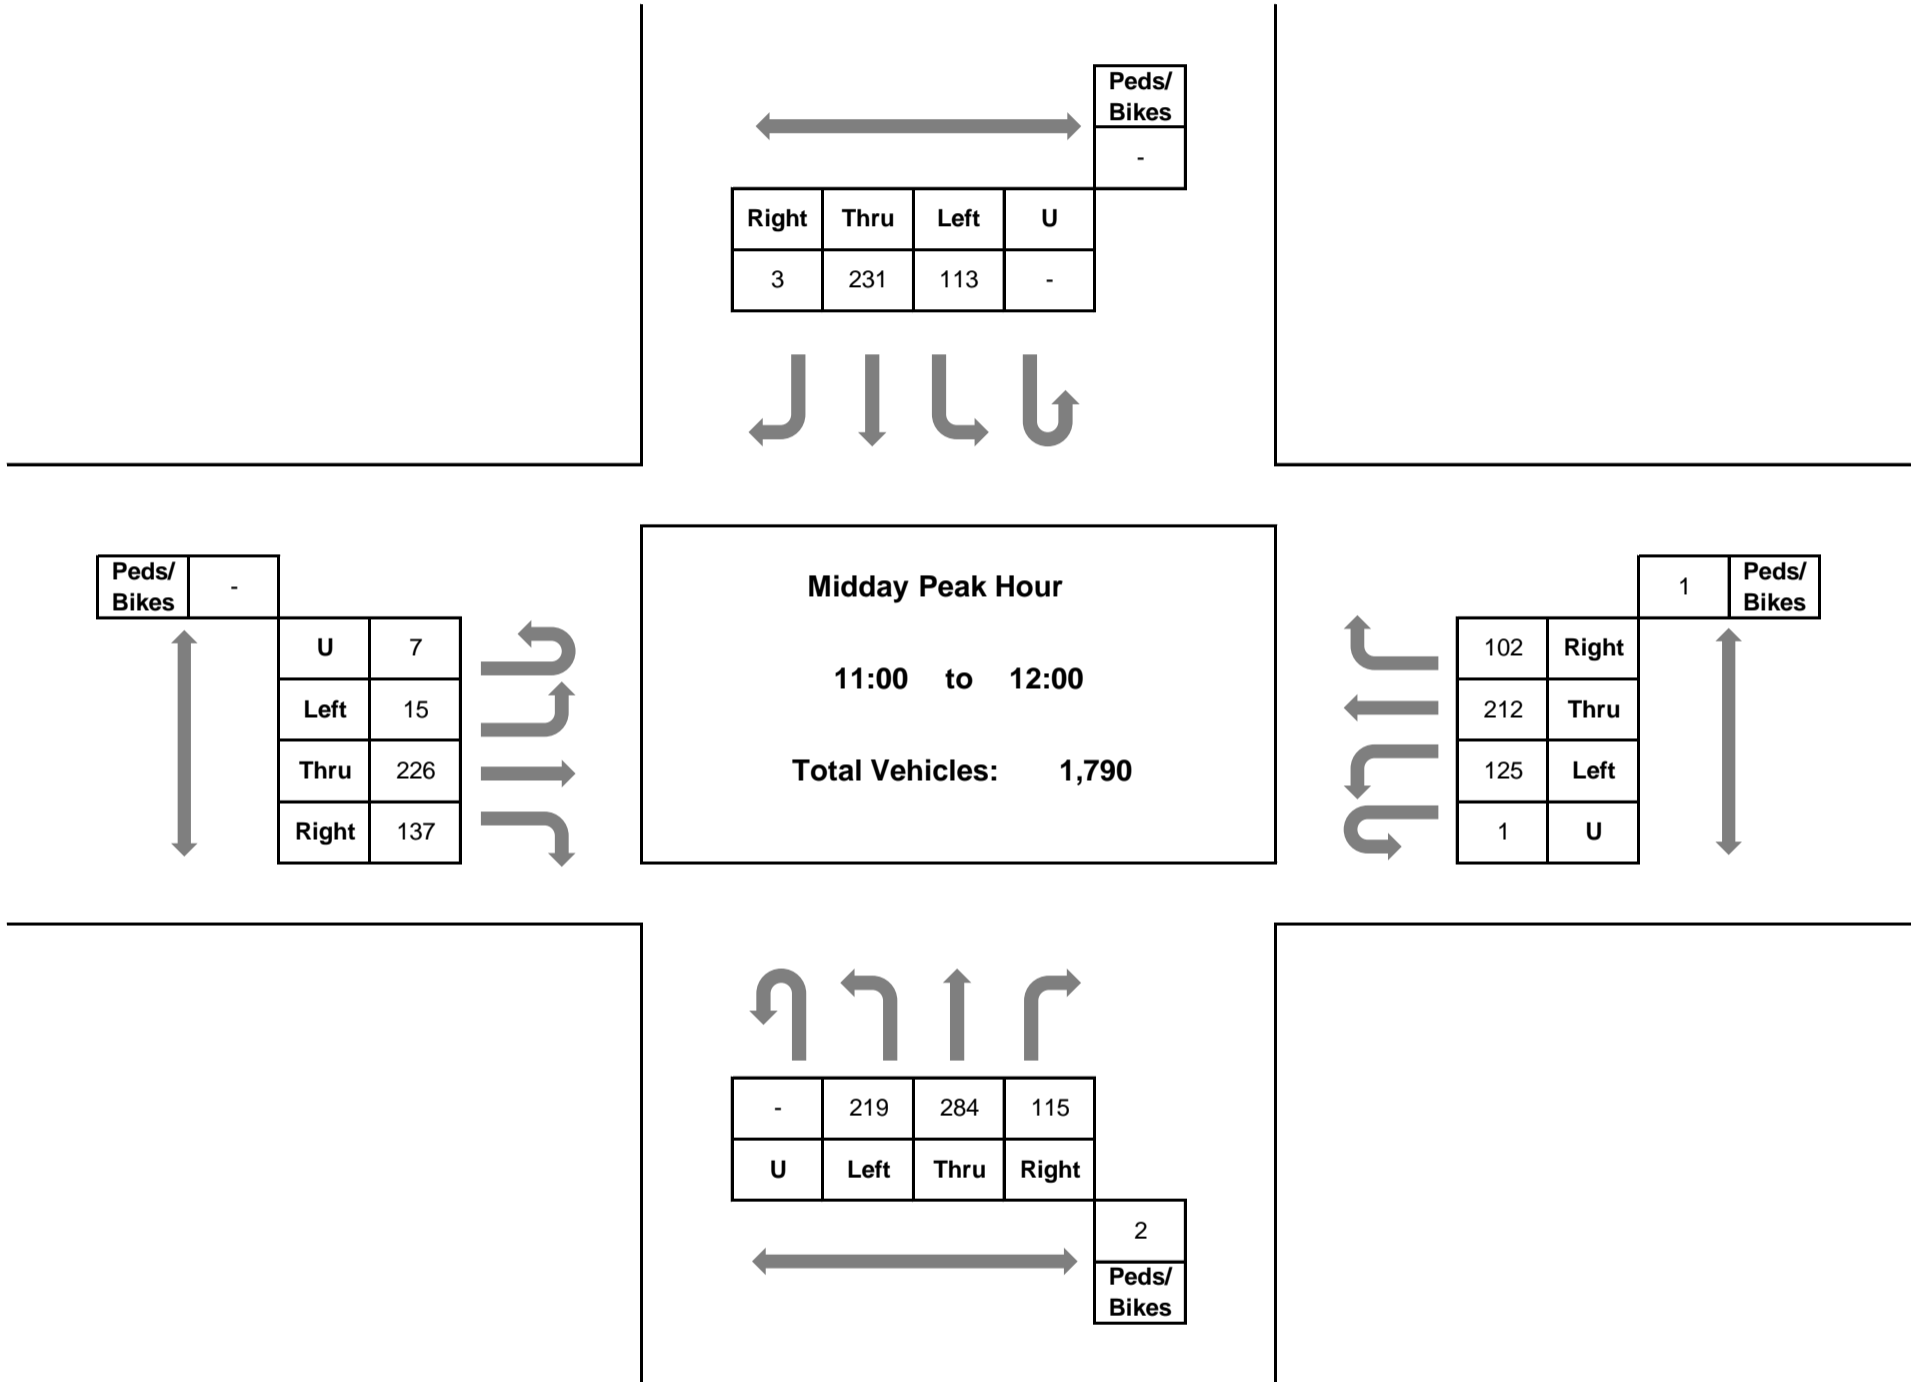 Peds/
Bikes
-
Right Thru Left U
3 231 113 -
Peds/
Bikes
-
U 7
Left 15
Thru 226
Right 137
Midday Peak Hour
11:00 to 12:00
Total Vehicles: 1,790
1
Peds/
Bikes
102 Right
212 Thru
125 Left
1 U
- 219 284 115
U Left Thru Right
2
Peds/
Bikes